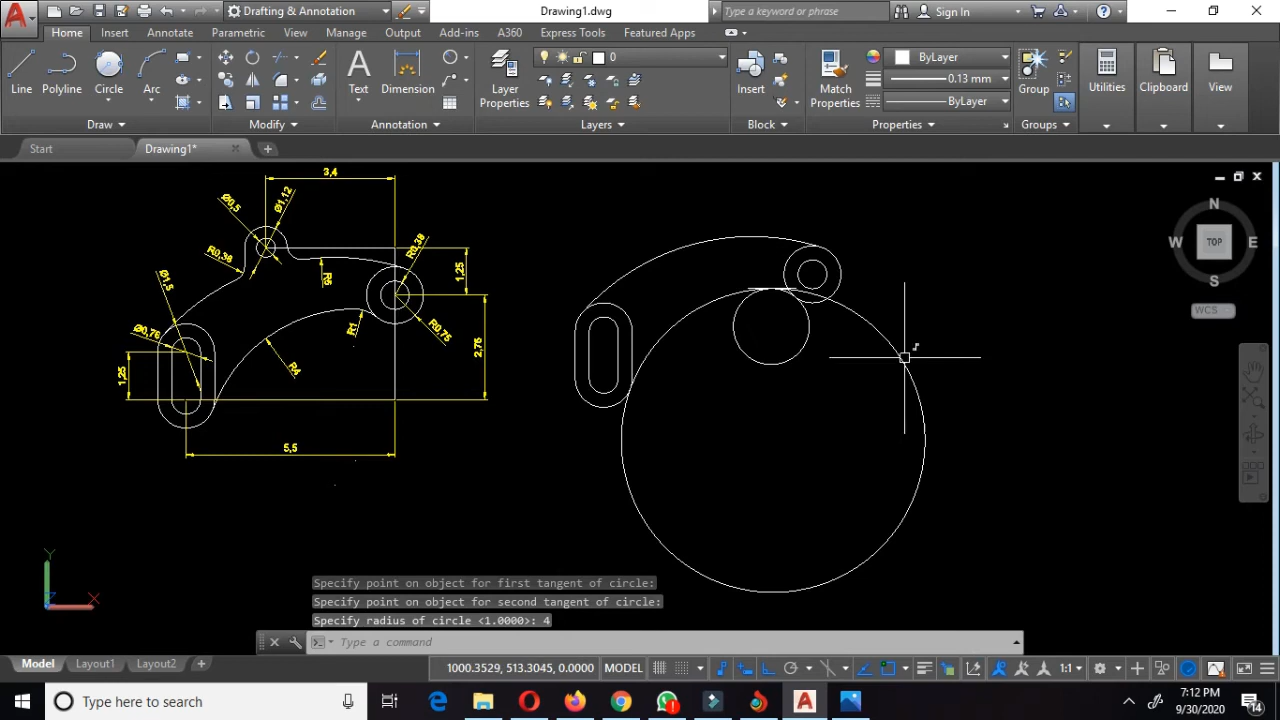 Drafting & Annotation
Drawing1.dwg
Type a keyword or phrase
Sign In
Home Insert Annotate Parametric View Manage Output Add-ins A360 Express Tools Featured Apps
Line
Polyline
Circle
Arc
Text
Dimension
Layer
Properties
0
Insert
Match
Properties
ByLayer
0.13 mm
ByLayer
Group
Utilities
Clipboard
View
Draw
Modify
Annotation
Layers
Block
Properties
Groups
Start
Drawing1*
3,4
Ø0,5
Ø1,12
R0,38
R0,38
1,25
R6
Ø1,5
Ø0,76
R1
R0,75
2,76
R4
1,25
5,5
N
W
TOP
E
S
WCS
Y
X
Specify point on object for first tangent of circle:
Specify point on object for second tangent of circle:
Specify radius of circle <1.0000>: 4
Type a command
Model Layout1 Layout2
1000.3529, 513.3045, 0.0000 MODEL
1:1
Type here to search
7:12 PM
9/30/2020
14